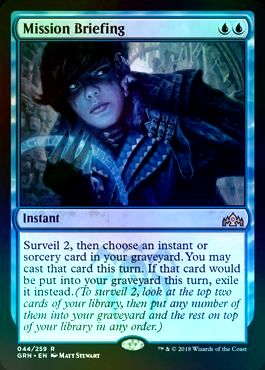 Mission Briefing
Instant
Surveil 2, then choose an instant or
sorcery card in your graveyard. You may
cast that card this turn. If that card would
be put into your graveyard this turn, exile
it instead. (To surveil 2, look at the top two
cards of your library, then put any number of
them into your graveyard and the rest on top
of your library in any order.)
044/259 R
GRN • EN Matt Stewart
™ & © 2018 Wizards of the Coast